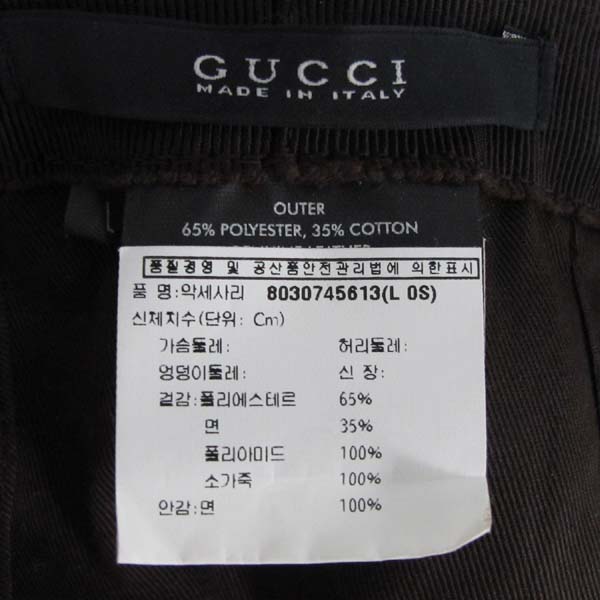 GUCCI
MADE IN ITALY
L
OUTER
65% POLYESTER, 35% COTTON
GENUINE LEATHER
품질경영 및 공산품안전관리법에 의한표시
품 명:악세사리 8030745613(L 0S)
신체치수(단위: Cm)
가슴둘레: 허리둘레:
엉덩이둘레: 신 장:
겉감:폴리에스테르 65%
면 35%
폴리아미드 100%
소가죽 100%
안감:면 100%